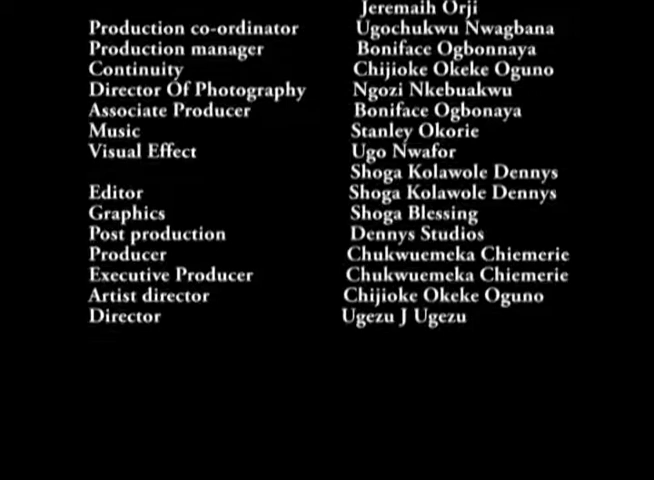 Jeremaih Orji
Production co-ordinator Ugochukwu Nwagbana
Production manager Boniface Ogbonnaya
Continuity Chijioke Okeke Oguno
Director Of Photography Ngozi Nkebuakwu
Associate Producer Boniface Ogbonaya
Music Stanley Okorie
Visual Effect Ugo Nwafor
Shoga Kolawole Dennys
Editor Shoga Kolawole Dennys
Graphics Shoga Blessing
Post production Dennys Studios
Producer Chukwuemeka Chiemerie
Executive Producer Chukwuemeka Chiemerie
Artist director Chijioke Okeke Oguno
Director Ugezu J Ugezu